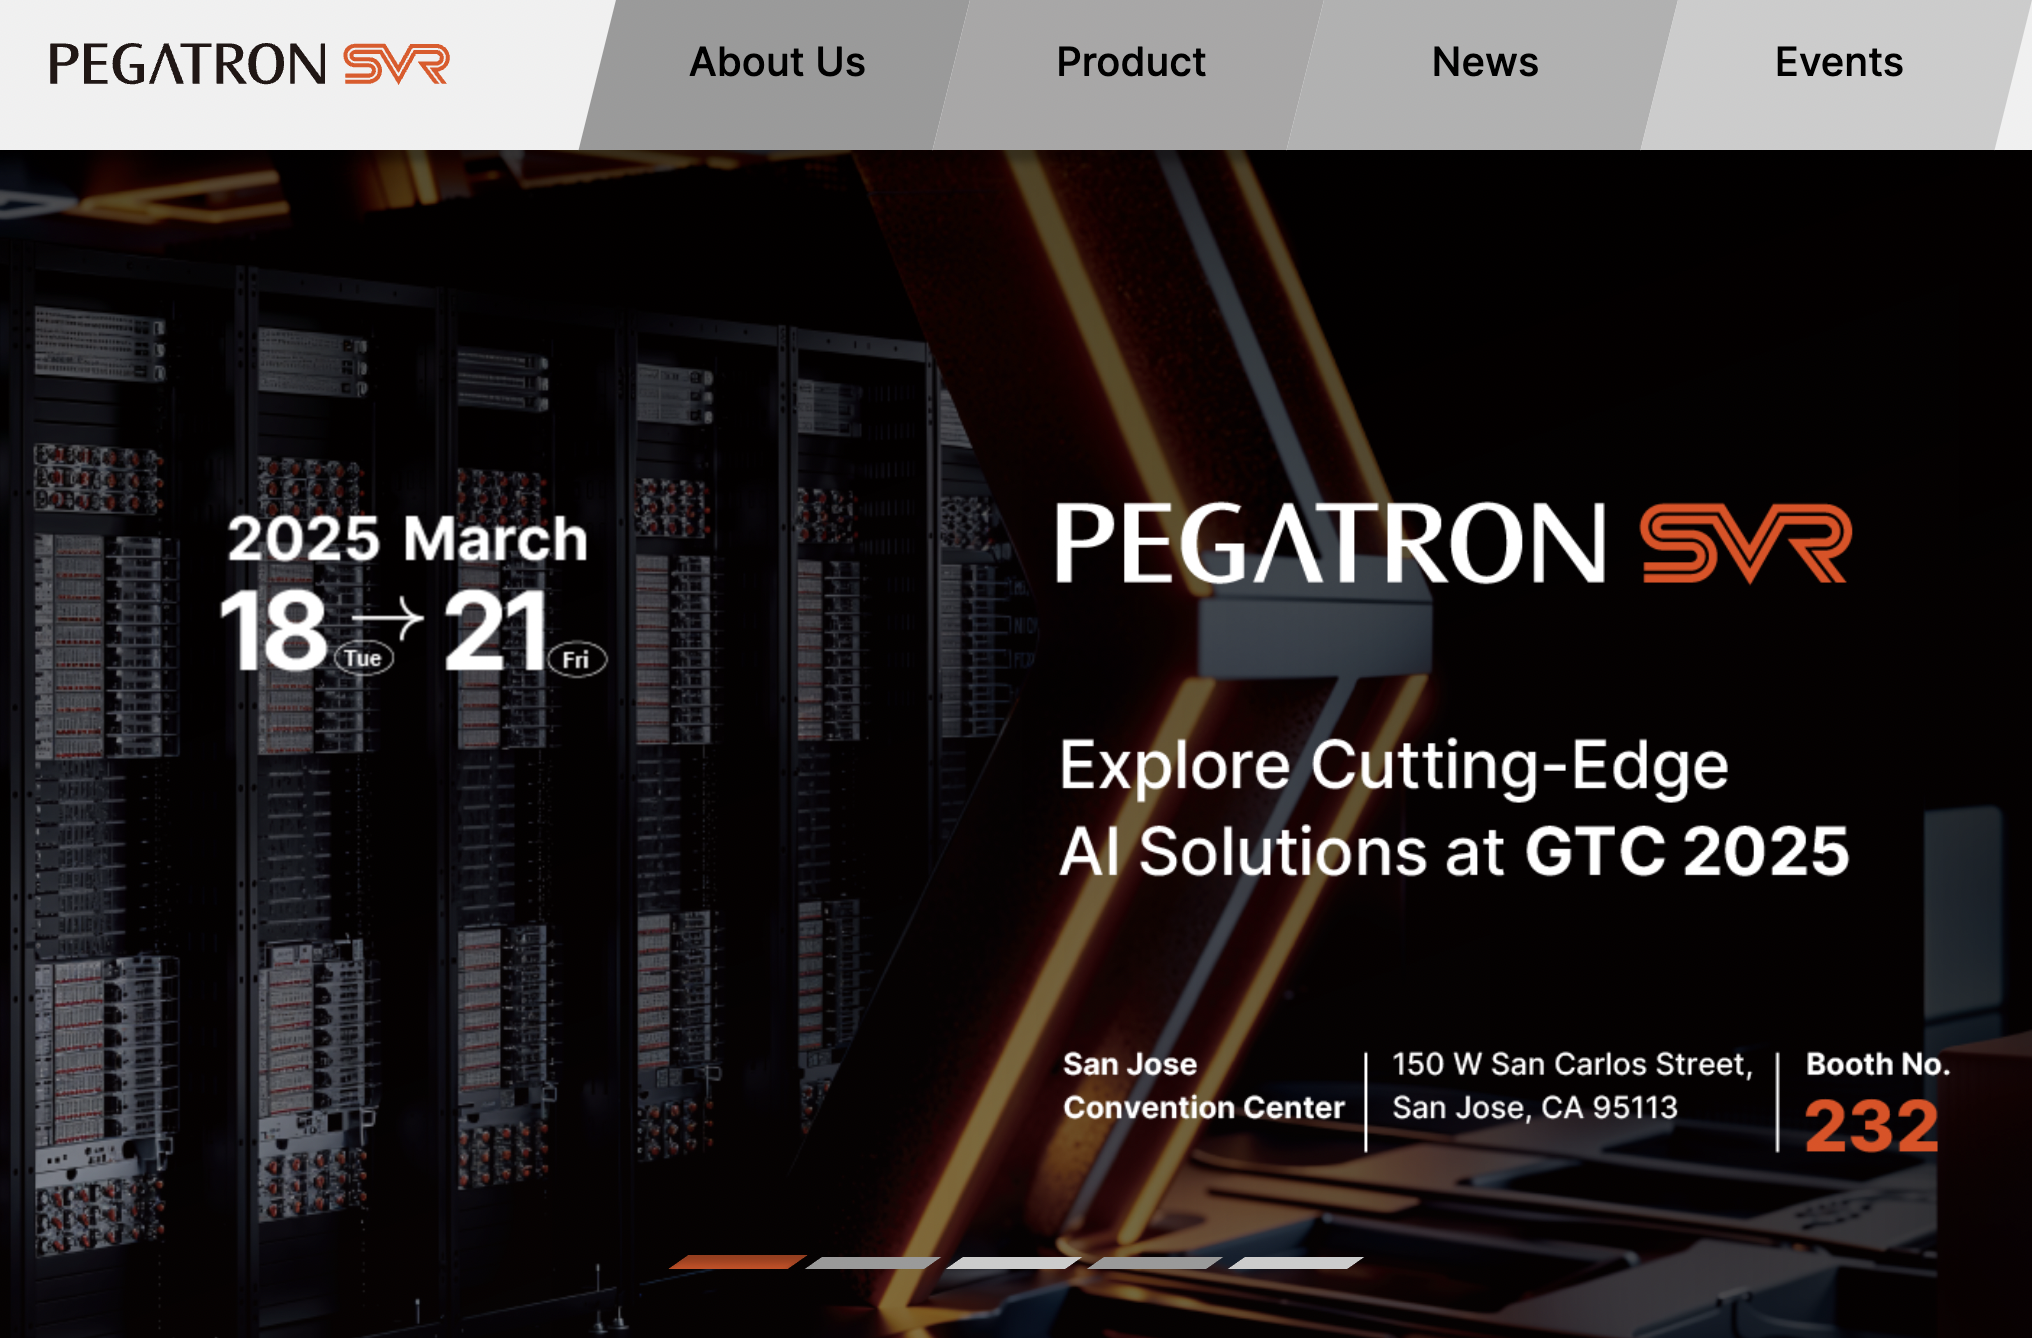 PEGATRON SVR
About Us
Product
News
Events
2025 March
18 Tue → 21 Fri
PEGATRON SVR
Explore Cutting-Edge
AI Solutions at GTC 2025
San Jose
Convention Center
150 W San Carlos Street,
San Jose, CA 95113
Booth No.
232